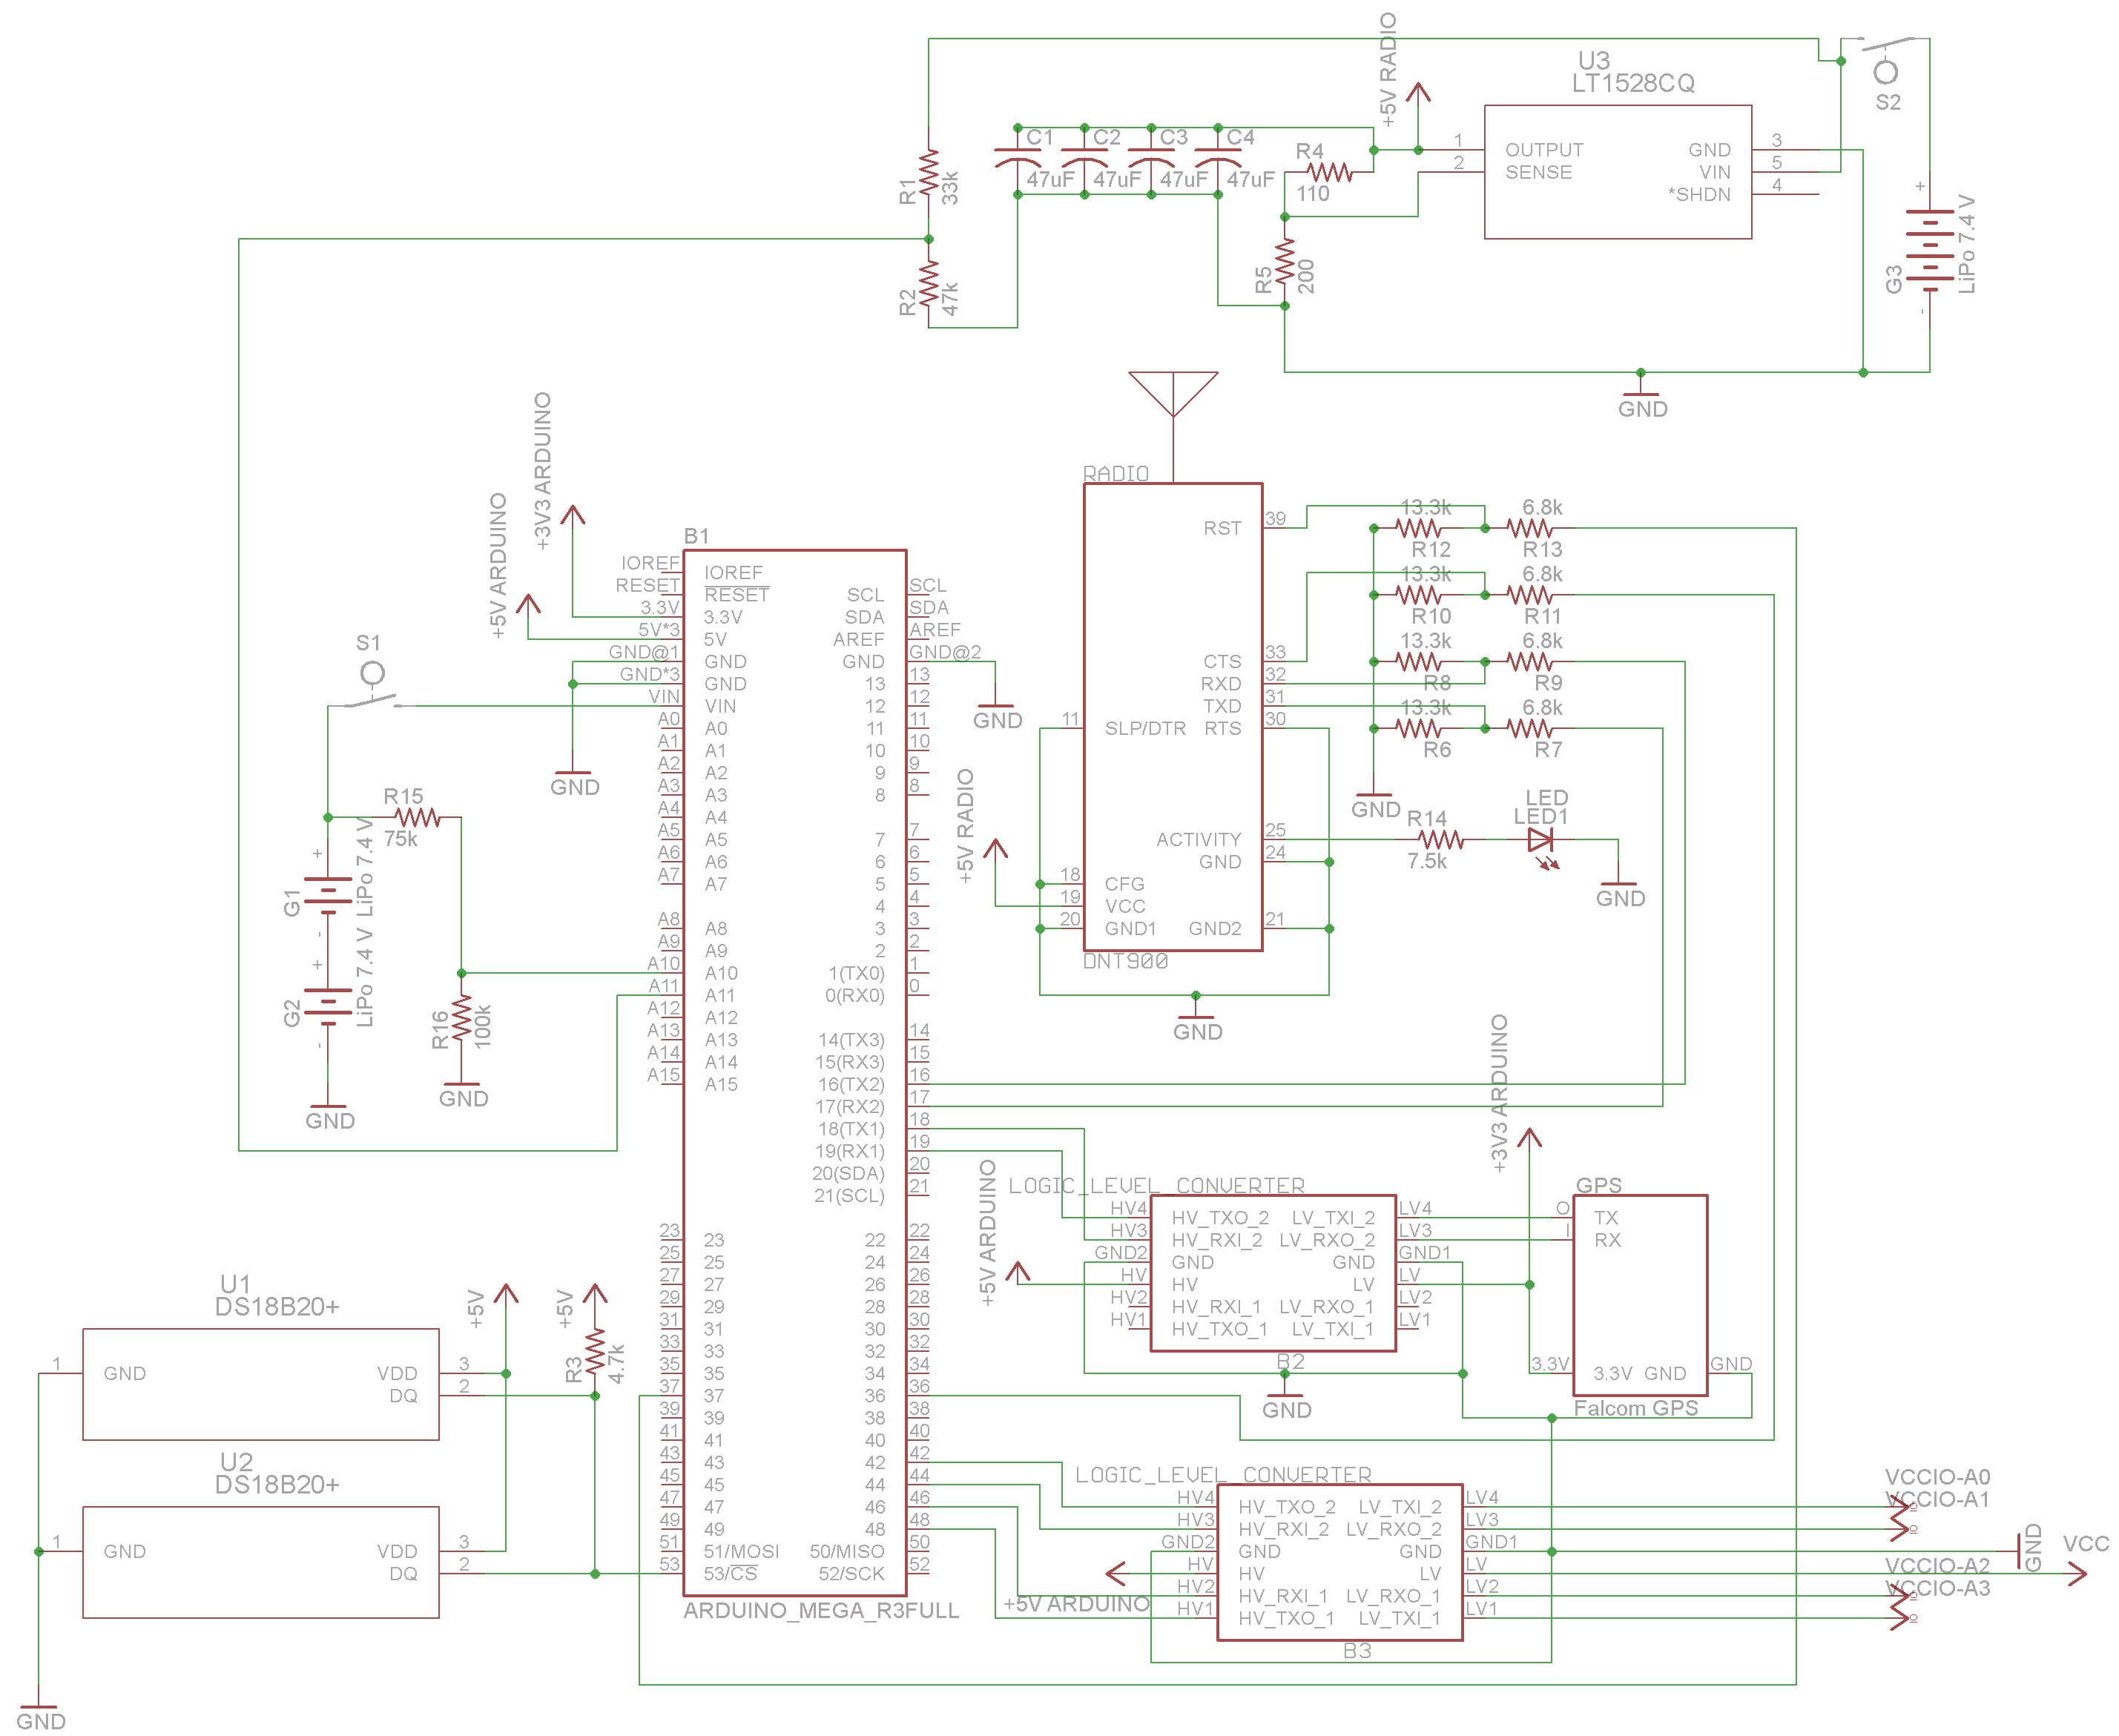 +5V RADIO
U3
LT1528CQ
S2
C1
C2
C3
C4
47uF
47uF
47uF
47uF
R4
110
1
2
OUTPUT
SENSE
GND
VIN
*SHDN
3
5
4
R1
33k
R2
47k
R5
200
+
-
G3
LiPo 7.4 V
GND
+3V3 ARDUINO
+5V ARDUINO
RADIO
RST
39
CTS
33
RXD
32
TXD
31
RTS
30
11
SLP/DTR
ACTIVITY
25
GND
24
18
CFG
19
VCC
20
GND1
GND2
21
DNT900
+5V RADIO
GND
13.3k
R12
6.8k
R13
13.3k
R10
6.8k
R11
13.3k
R8
6.8k
R9
13.3k
R6
6.8k
R7
GND
R14
7.5k
LED
LED1
GND
S1
R15
75k
+
-
G1
LiPo 7.4 V
+
-
G2
LiPo 7.4 V
GND
R16
100k
GND
GND
GND
B1
IOREF
RESET
3.3V
5V*3
GND@1
GND*3
VIN
A0
A1
A2
A3
A4
A5
A6
A7
A8
A9
A10
A11
A12
A13
A14
A15
23
25
27
29
31
33
35
37
39
41
43
45
47
49
51
53
IOREF
RESET
3.3V
5V
GND
GND
VIN
A0
A1
A2
A3
A4
A5
A6
A7
A8
A9
A10
A11
A12
A13
A14
A15
23
25
27
29
31
33
35
37
39
41
43
45
47
49
51/MOSI
53/CS
SCL
SDA
AREF
GND
13
12
11
10
9
8
7
6
5
4
3
2
1(TX0)
0(RX0)
14(TX3)
15(RX3)
16(TX2)
17(RX2)
18(TX1)
19(RX1)
20(SDA)
21(SCL)
22
24
26
28
30
32
34
36
38
40
42
44
46
48
50/MISO
52/SCK
SCL
SDA
AREF
GND@2
13
12
11
10
9
8
7
6
5
4
3
2
1
0
14
15
16
17
18
19
20
21
22
24
26
28
30
32
34
36
38
40
42
44
46
48
50
52
ARDUINO_MEGA_R3FULL
U1
DS18B20+
1
GND
VDD
DQ
3
2
U2
DS18B20+
1
GND
VDD
DQ
3
2
GND
+5V
+5V
R3
4.7k
+5V ARDUINO
LOGIC_LEVEL_CONVERTER
HV4
HV3
GND2
HV
HV2
HV1
HV_TXO_2
HV_RXI_2
GND
HV
HV_RXI_1
HV_TXO_1
LV_TXI_2
LV_RXO_2
GND
LV
LV_RXO_1
LV_TXI_1
LV4
LV3
GND1
LV
LV2
LV1
B2
GND
+3V3 ARDUINO
GPS
O
I
TX
RX
3.3V
3.3V
GND
GND
Falcom GPS
LOGIC_LEVEL_CONVERTER
HV4
HV3
GND2
HV
HV2
HV1
HV_TXO_2
HV_RXI_2
GND
HV
HV_RXI_1
HV_TXO_1
LV_TXI_2
LV_RXO_2
GND
LV
LV_RXO_1
LV_TXI_1
LV4
LV3
GND1
LV
LV2
LV1
B3
+5V ARDUINO
VCCIO-A0
VCCIO-A1
IO
IO
GND
VCC
VCCIO-A2
VCCIO-A3
IO
IO